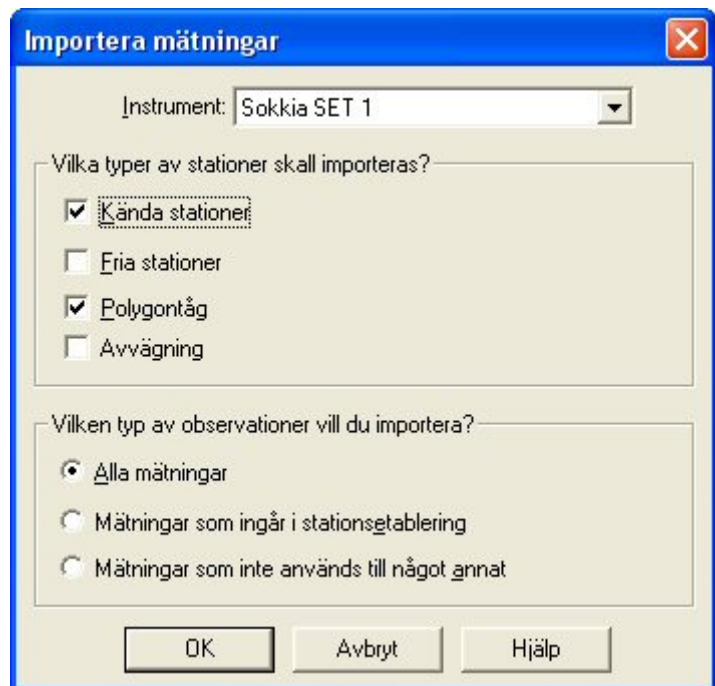 Importera mätningar
Instrument: Sokkia SET 1
Vilka typer av stationer skall importeras?
Kända stationer
Fria stationer
Polygontåg
Avvägning
Vilken typ av observationer vill du importera?
Alla mätningar
Mätningar som ingår i stationsetablering
Mätningar som inte används till något annat
OK Avbryt Hjälp